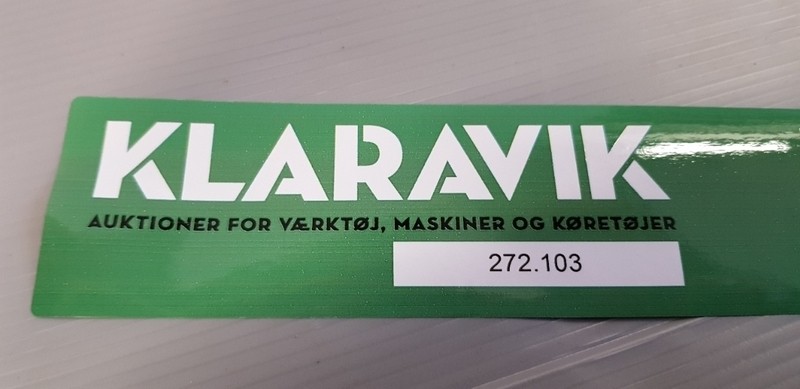 KLARAVIK
AUKTIONER FOR VÆRKTØJ, MASKINER OG KØRETØJER
272.103